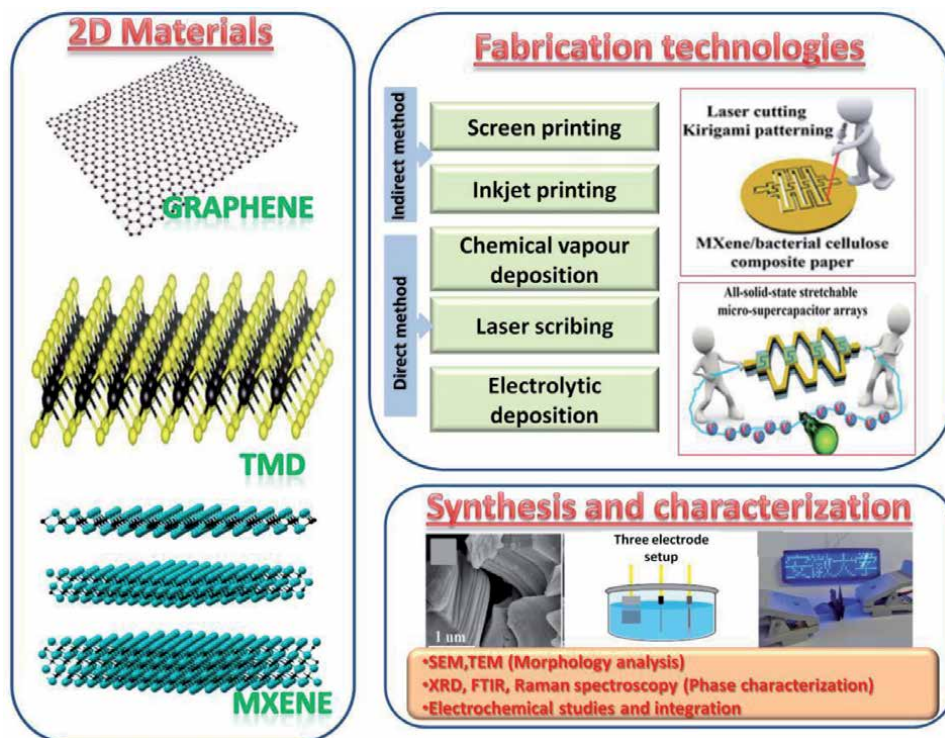 2D Materials
GRAPHENE
TMD
MXENE
Fabrication technologies
Indirect method
Screen printing
Inkjet printing
Direct method
Chemical vapour
deposition
Laser scribing
Electrolytic
deposition
Laser cutting
Kirigami patterning
MXene/bacterial cellulose
composite paper
All-solid-state stretchable
micro-supercapacitor arrays
Synthesis and characterization
1 um
Three electrode
setup
安徽大学
•SEM,TEM (Morphology analysis)
•XRD, FTIR, Raman spectroscopy (Phase characterization)
•Electrochemical studies and integration